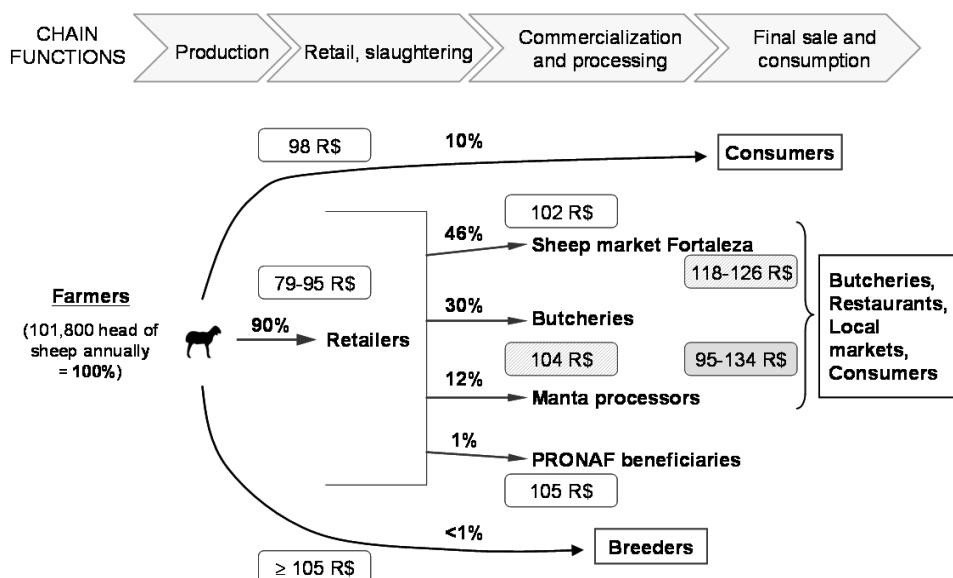 CHAIN
FUNCTIONS
Production
Retail, slaughtering
Commercialization
and processing
Final sale and
consumption
98 R$
10%
Consumers
102 R$
46%
Sheep market Fortaleza
79-95 R$
118-126 R$
Farmers
(101,800 head of
sheep annually
= 100%)
90%
Retailers
30%
Butcheries
104 R$
95-134 R$
Butcheries,
Restaurants,
Local
markets,
Consumers
12%
Manta processors
1%
PRONAF beneficiaries
105 R$
<1%
Breeders
≥ 105 R$